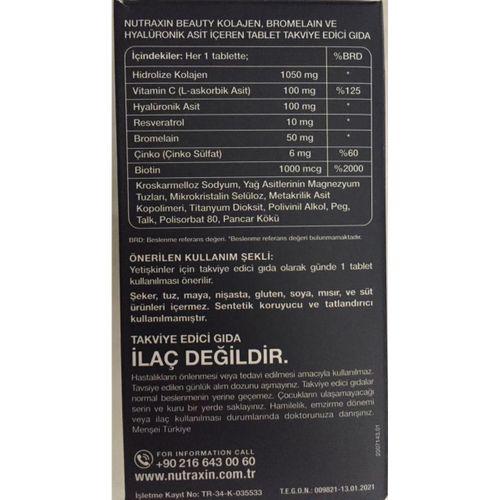 NUTRAXIN BEAUTY KOLAJEN, BROMELAIN VE
HYALÜRONİK ASİT İÇEREN TABLET TAKVİYE EDİCİ GIDA
İçindekiler: Her 1 tablette; %BRD
Hidrolize Kolajen 1050 mg *
Vitamin C (L-askorbik Asit) 100 mg %125
Hyalüronik Asit 100 mg *
Resveratrol 10 mg *
Bromelain 50 mg *
Çinko (Çinko Sülfat) 6 mg %60
Biotin 1000 mcg %2000
Kroskarmelloz Sodyum, Yağ Asitlerinin Magnezyum
Tuzları, Mikrokristalin Selüloz, Metakrilik Asit
Kopolimeri, Titanyum Dioksit, Polivinil Alkol, Peg,
Talk, Polisorbat 80, Pancar Kökü
BRD: Beslenme referans değeri. *Beslenme referans değeri bulunmamaktadır.
ÖNERİLEN KULLANIM ŞEKLİ:
Yetişkinler için takviye edici gıda olarak günde 1 tablet
kullanılması önerilir.
Şeker, tuz, maya, nişasta, gluten, soya, mısır, ve süt
ürünleri içermez. Sentetik koruyucu ve tatlandırıcı
kullanılmamıştır.
TAKVİYE EDİCİ GIDA
İLAÇ DEĞİLDİR.
Hastalıkların önlenmesi veya tedavi edilmesi amacıyla kullanılmaz.
Tavsiye edilen günlük alım dozunu aşmayınız. Takviye edici gıdalar
normal beslenmenin yerine geçemez. Çocukların ulaşamayacağı
serin ve kuru bir yerde saklayınız. Hamilelik, emzirme dönemi
veya ilaç kullanılması durumlarında doktorunuza danışınız.
Menşei Türkiye
FOR INFORMATION CALL
+90 216 643 00 60
www.nutraxin.com.tr
İşletme Kayıt No: TR-34-K-035533 T.E.G.O.N.: 009821-13.01.2021
2007143.01